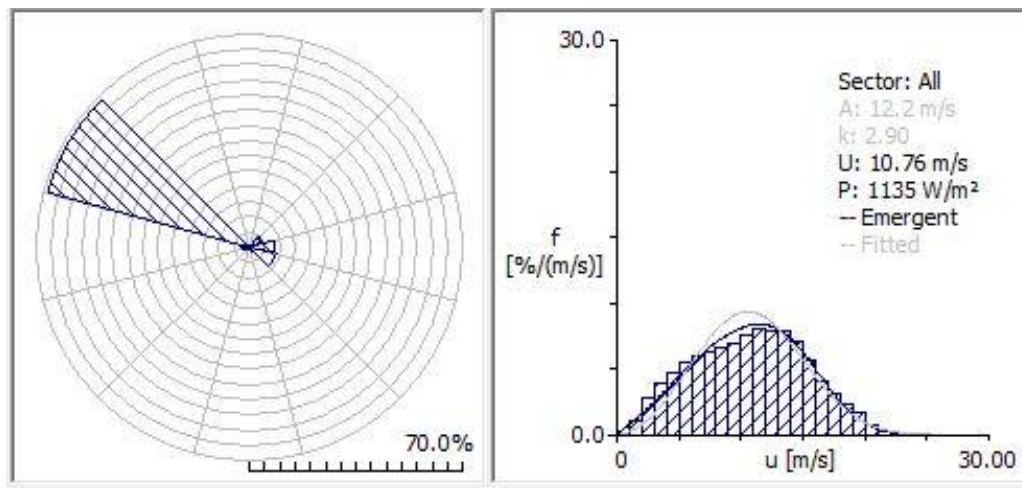 70.0%
30.0
Sector: All
A: 12.2 m/s
k: 2.90
U: 10.76 m/s
P: 1135 W/m²
-- Emergent
-- Fitted
f
[%/(m/s)]
0.0
0
u [m/s]
30.00